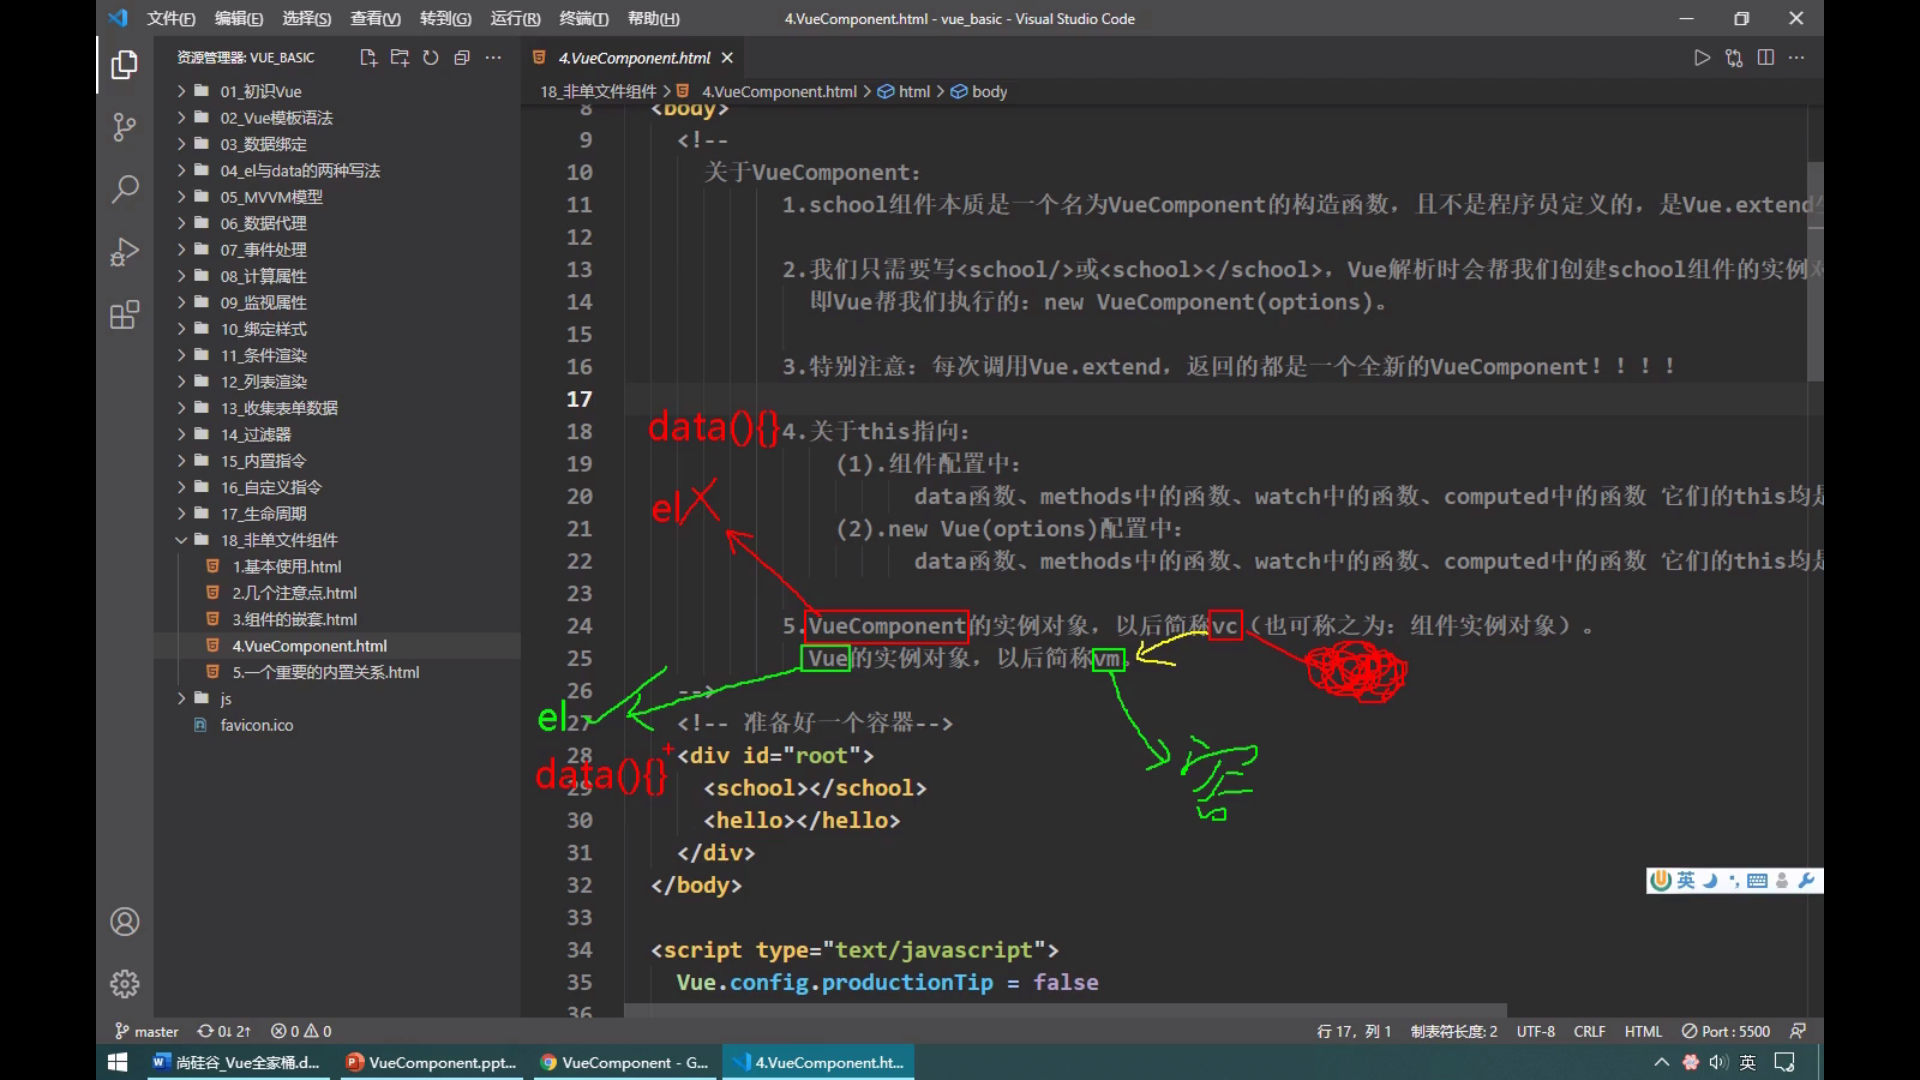 文件(F) 编辑(E) 选择(S) 查看(V) 转到(G) 运行(R) 终端(T) 帮助(H)
4.VueComponent.html - vue_basic - Visual Studio Code
资源管理器: VUE_BASIC
01_初识Vue
02_Vue模板语法
03_数据绑定
04_el与data的两种写法
05_MVVM模型
06_数据代理
07_事件处理
08_计算属性
09_监视属性
10_绑定样式
11_条件渲染
12_列表渲染
13_收集表单数据
14_过滤器
15_内置指令
16_自定义指令
17_生命周期
18_非单文件组件
1.基本使用.html
2.几个注意点.html
3.组件的嵌套.html
4.VueComponent.html
5.一个重要的内置关系.html
js
favicon.ico
4.VueComponent.html
18_非单文件组件 > 4.VueComponent.html > html > body
8 <body>
9 <!--
10 关于VueComponent：
11 1.school组件本质是一个名为VueComponent的构造函数，且不是程序员定义的，是Vue.extend
12
13 2.我们只需要写<school/>或<school></school>，Vue解析时会帮我们创建school组件的实例
14 即Vue帮我们执行的：new VueComponent(options)。
15
16 3.特别注意：每次调用Vue.extend，返回的都是一个全新的VueComponent！！！！
17
data(){}
18 4.关于this指向：
19 (1).组件配置中：
el
20 data函数、methods中的函数、watch中的函数、computed中的函数 它们的this均是
21 (2).new Vue(options)配置中：
22 data函数、methods中的函数、watch中的函数、computed中的函数 它们的this均是
23
24 5.VueComponent的实例对象，以后简称vc（也可称之为：组件实例对象）。
25 Vue的实例对象，以后简称vm。
26 -->
el
27 <!-- 准备好一个容器-->
28 <div id="root">
data(){}
29 <school></school>
30 <hello></hello>
31 </div>
32 </body>
33
34 <script type="text/javascript">
35 Vue.config.productionTip = false
36
英
master 0↓ 2↑ 0 0
行 17，列 1 制表符长度: 2 UTF-8 CRLF HTML Port : 5500
尚硅谷_Vue全家桶.d... VueComponent.ppt... VueComponent - G... 4.VueComponent.ht...
英